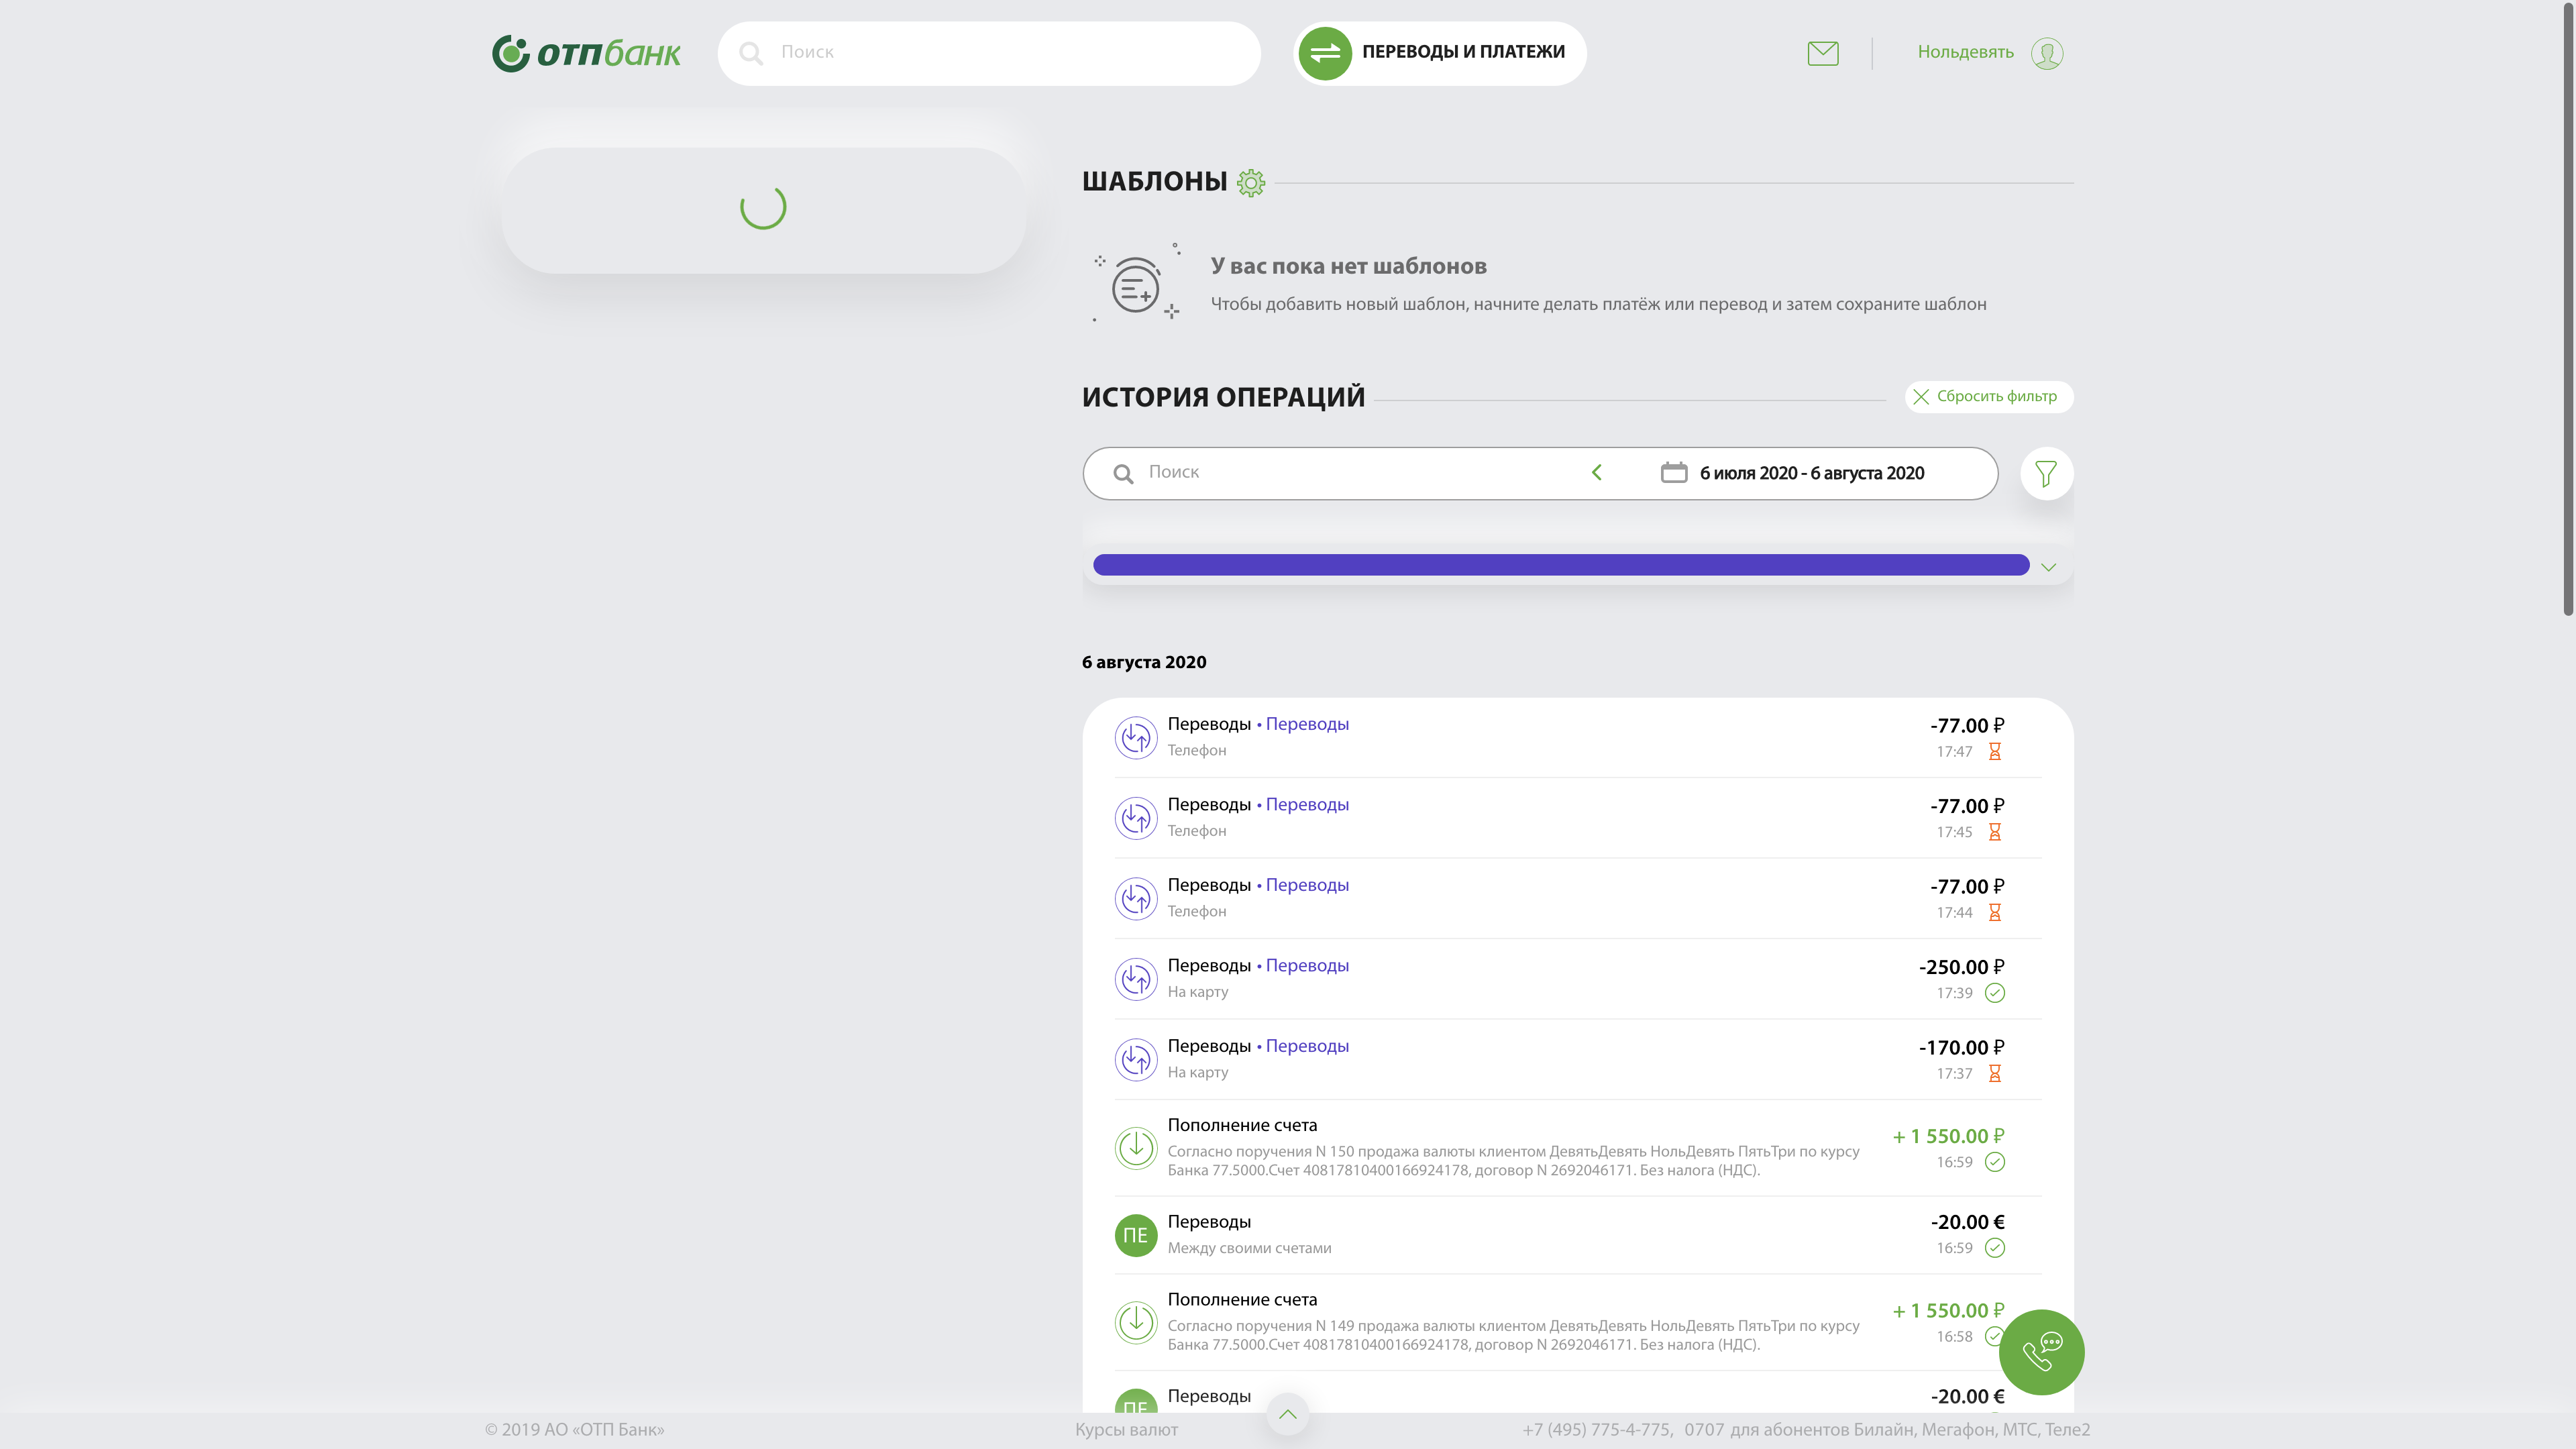 отпбанк
Поиск
ПЕРЕВОДЫ И ПЛАТЕЖИ
Нольдевять
ШАБЛОНЫ
У вас пока нет шаблонов
Чтобы добавить новый шаблон, начните делать платёж или перевод и затем сохраните шаблон
ИСТОРИЯ ОПЕРАЦИЙ
Сбросить фильтр
Поиск
6 июля 2020 - 6 августа 2020
6 августа 2020
Переводы • Переводы
-77.00 ₽
Телефон
17:47
Переводы • Переводы
-77.00 ₽
Телефон
17:45
Переводы • Переводы
-77.00 ₽
Телефон
17:44
Переводы • Переводы
-250.00 ₽
На карту
17:39
Переводы • Переводы
-170.00 ₽
На карту
17:37
Пополнение счета
+ 1 550.00 ₽
Согласно поручения N 150 продажа валюты клиентом ДевятьДевять НольДевять ПятьТри по курсу
Банка 77.5000.Счет 40817810400166924178, договор N 2692046171. Без налога (НДС).
16:59
ПЕ
Переводы
-20.00 €
Между своими счетами
16:59
Пополнение счета
+ 1 550.00 ₽
Согласно поручения N 149 продажа валюты клиентом ДевятьДевять НольДевять ПятьТри по курсу
Банка 77.5000.Счет 40817810400166924178, договор N 2692046171. Без налога (НДС).
16:58
ПЕ
Переводы
-20.00 €
© 2019 АО «ОТП Банк»
Курсы валют
+7 (495) 775-4-775, 0707 для абонентов Билайн, Мегафон, МТС, Теле2